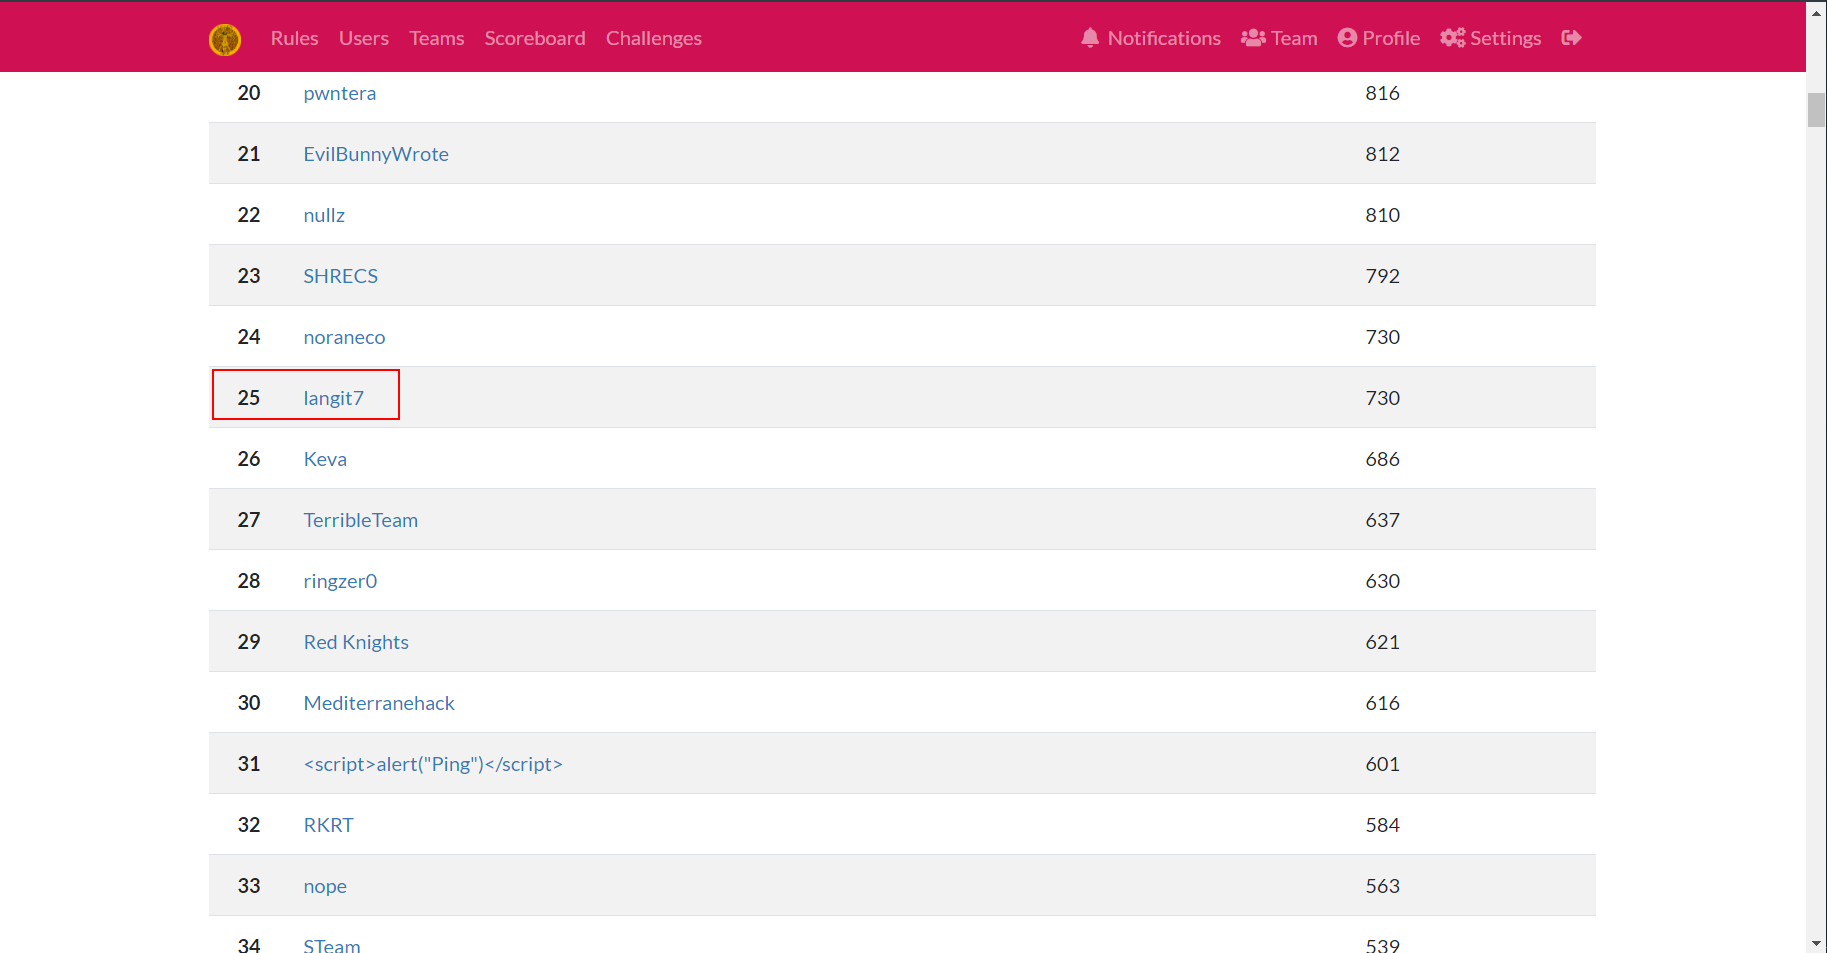 Rules Users Teams Scoreboard Challenges Notifications Team Profile Settings
20 pwntera 816
21 EvilBunnyWrote 812
22 nullz 810
23 SHRECS 792
24 noraneco 730
25 langit7 730
26 Keva 686
27 TerribleTeam 637
28 ringzer0 630
29 Red Knights 621
30 Mediterranehack 616
31 <script>alert("Ping")</script> 601
32 RKRT 584
33 nope 563
34 STeam 539